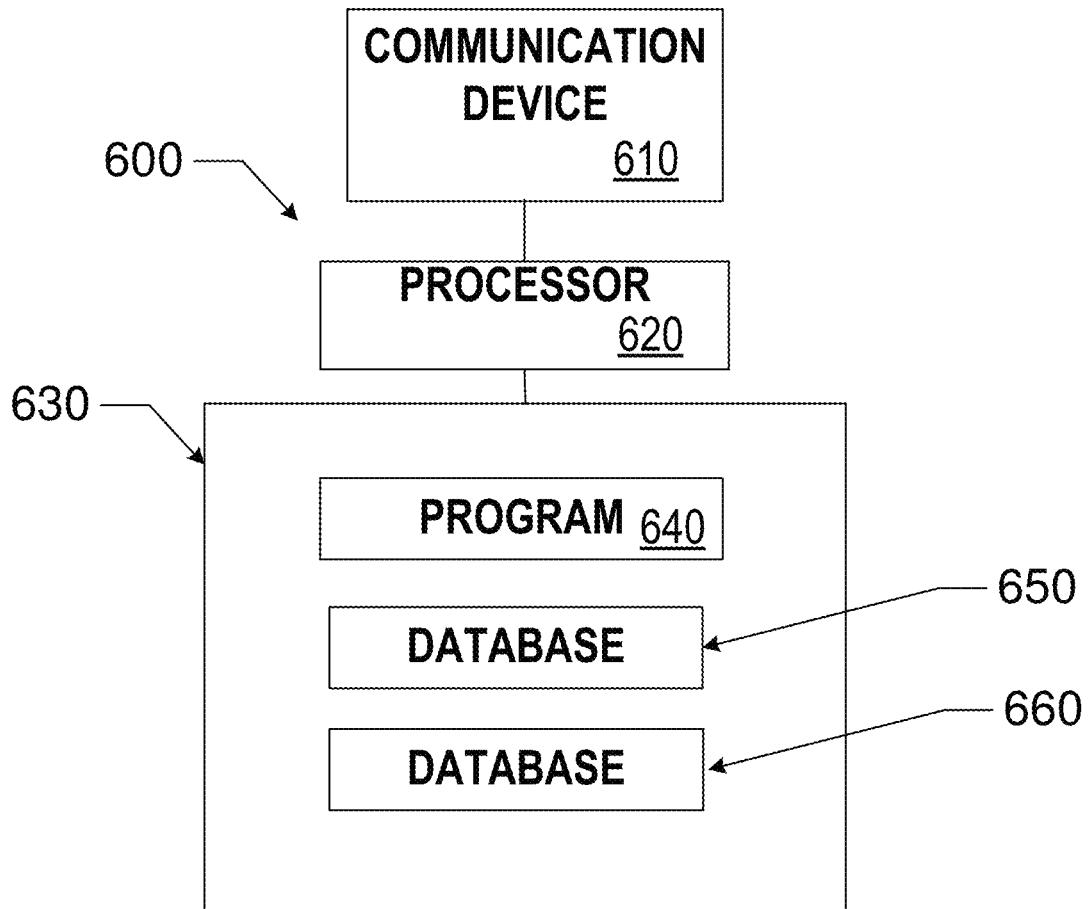 COMMUNICATION
DEVICE
610
600
PROCESSOR
620
630
PROGRAM 640
650
DATABASE
660
DATABASE